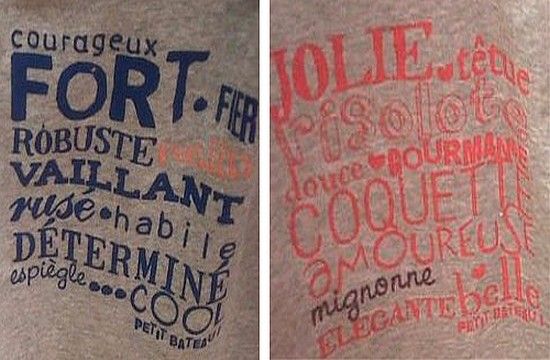 courageux
FORT. FIER
ROBUSTE
VAILLANT
rusé • habile
DÉTERMINÉ
espiègle ... COOL
PETIT BATEAU
JOLIE. têtue
rigolote
douce • GOURMANDE
COQUETTE
AMOUREUSE
mignonne
ELEGANTE belle
PETIT BATEAU